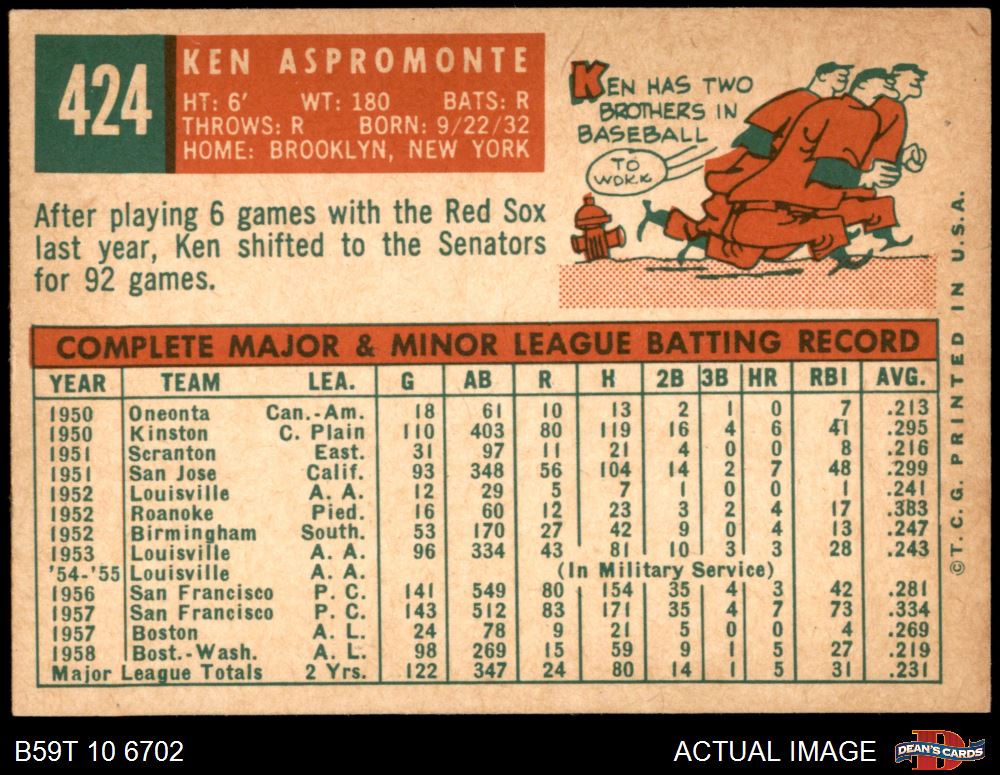 424
KEN ASPROMONTE
HT: 6' WT: 180 BATS: R
THROWS: R BORN: 9/22/32
HOME: BROOKLYN, NEW YORK
KEN HAS TWO
BROTHERS IN
BASEBALL
TO
WORK
After playing 6 games with the Red Sox
last year, Ken shifted to the Senators
for 92 games.
COMPLETE MAJOR & MINOR LEAGUE BATTING RECORD
YEAR TEAM LEA. G AB R H 2B 3B HR RBI AVG.
1950 Oneonta Can.-Am. 18 61 10 13 2 1 0 7 .213
1950 Kinston C. Plain 110 403 80 119 16 4 6 41 .295
1951 Scranton East. 31 97 11 21 4 0 0 8 .216
1951 San Jose Calif. 93 348 56 104 14 2 7 48 .299
1952 Louisville A. A. 12 29 5 7 1 0 0 1 .241
1952 Roanoke Pied. 16 60 12 23 3 2 4 17 .383
1952 Birmingham South. 53 170 27 42 9 0 4 13 .247
1953 Louisville A. A. 96 334 43 81 10 3 3 28 .243
'54-'55 Louisville A. A. (In Military Service)
1956 San Francisco P. C. 141 549 80 154 35 4 3 42 .281
1957 San Francisco P. C. 143 512 83 171 35 4 7 73 .334
1957 Boston A. L. 24 78 9 21 5 0 0 4 .269
1958 Bost.-Wash. A. L. 98 269 15 59 9 1 5 27 .219
Major League Totals 2 Yrs. 122 347 24 80 14 1 5 31 .231
©T.C.G. PRINTED IN U.S.A.
B59T 10 6702
ACTUAL IMAGE
D
DEAN'S CARDS